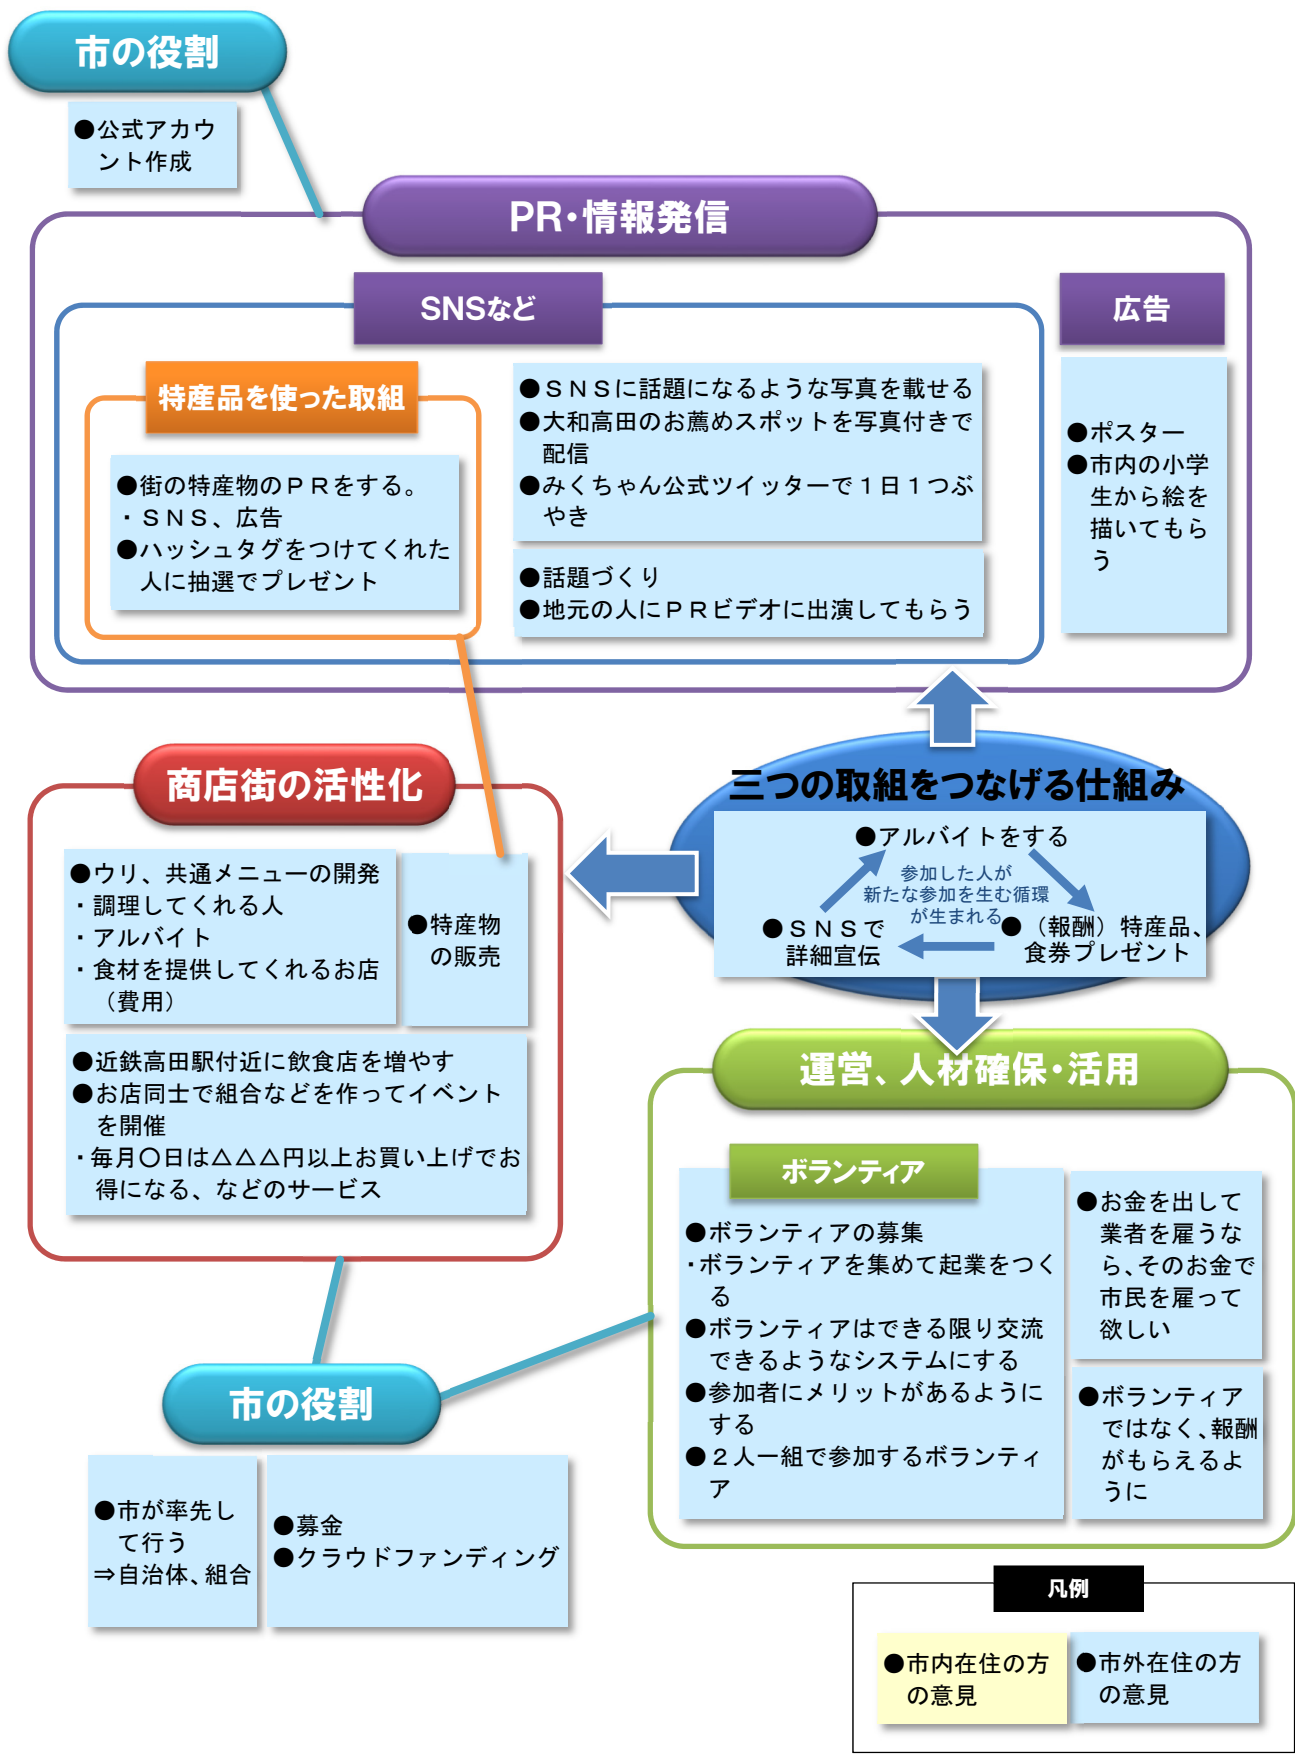 市の役割
●公式アカウ
ント作成
PR・情報発信
SNSなど
広告
特産品を使った取組
●街の特産物のＰＲをする。
・ＳＮＳ、広告
●ハッシュタグをつけてくれた
人に抽選でプレゼント
●ＳＮＳに話題になるような写真を載せる
●大和高田のお薦めスポットを写真付きで
配信
●みくちゃん公式ツイッターで１日１つぶ
やき
●話題づくり
●地元の人にＰＲビデオに出演してもらう
●ポスター
●市内の小学
生から絵を
描いてもら
う
商店街の活性化
●ウリ、共通メニューの開発
・調理してくれる人
・アルバイト
・食材を提供してくれるお店
（費用）
●特産物
の販売
●近鉄高田駅付近に飲食店を増やす
●お店同士で組合などを作ってイベント
を開催
・毎月〇日は△△△円以上お買い上げでお
得になる、などのサービス
三つの取組をつなげる仕組み
●アルバイトをする
参加した人が
新たな参加を生む循環
が生まれる
●ＳＮＳで
詳細宣伝
●（報酬）特産品、
食券プレゼント
運営、人材確保・活用
ボランティア
●ボランティアの募集
・ボランティアを集めて起業をつく
る
●ボランティアはできる限り交流
できるようなシステムにする
●参加者にメリットがあるように
する
●２人一組で参加するボランティ
ア
●お金を出して
業者を雇うな
ら、そのお金で
市民を雇って
欲しい
●ボランティア
ではなく、報酬
がもらえるよ
うに
市の役割
●市が率先し
て行う
⇒自治体、組合
●募金
●クラウドファンディング
凡例
●市内在住の方
の意見
●市外在住の方
の意見